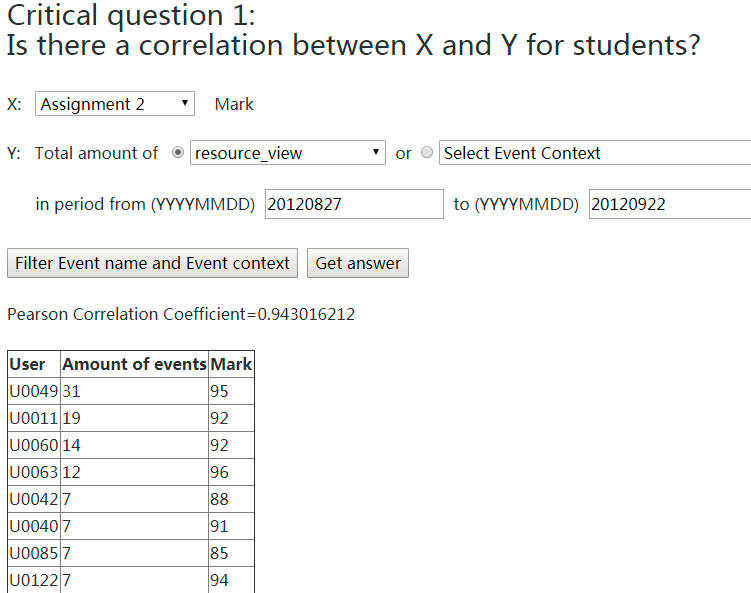 Critical question 1:
Is there a correlation between X and Y for students?
X: Assignment 2 Mark
Y: Total amount of resource_view or Select Event Context
in period from (YYYYMMDD) 20120827 to (YYYYMMDD) 20120922
Filter Event name and Event context Get answer
Pearson Correlation Coefficient=0.943016212
User Amount of events Mark
U0049 31 95
U0011 19 92
U0060 14 92
U0063 12 96
U0042 7 88
U0040 7 91
U0085 7 85
U0122 7 94